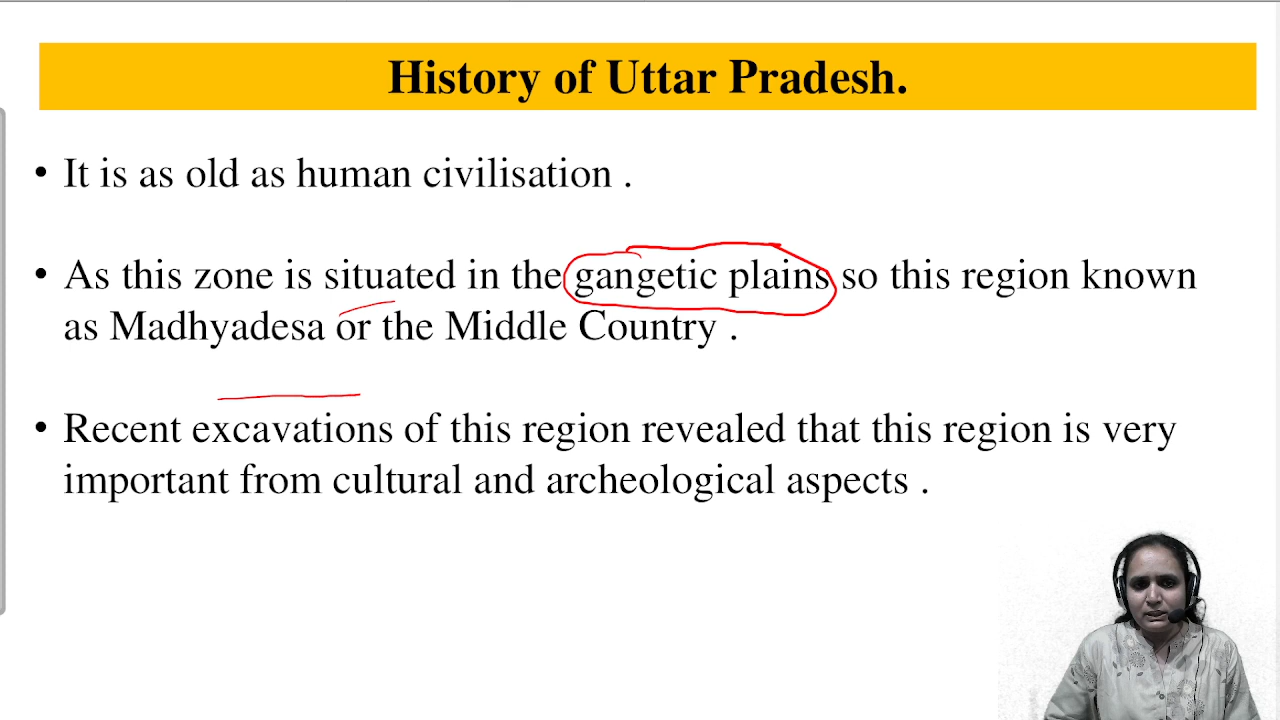 History of Uttar Pradesh.
• It is as old as human civilisation .
• As this zone is situated in the gangetic plains so this region known
as Madhyadesa or the Middle Country .
• Recent excavations of this region revealed that this region is very
important from cultural and archeological aspects .